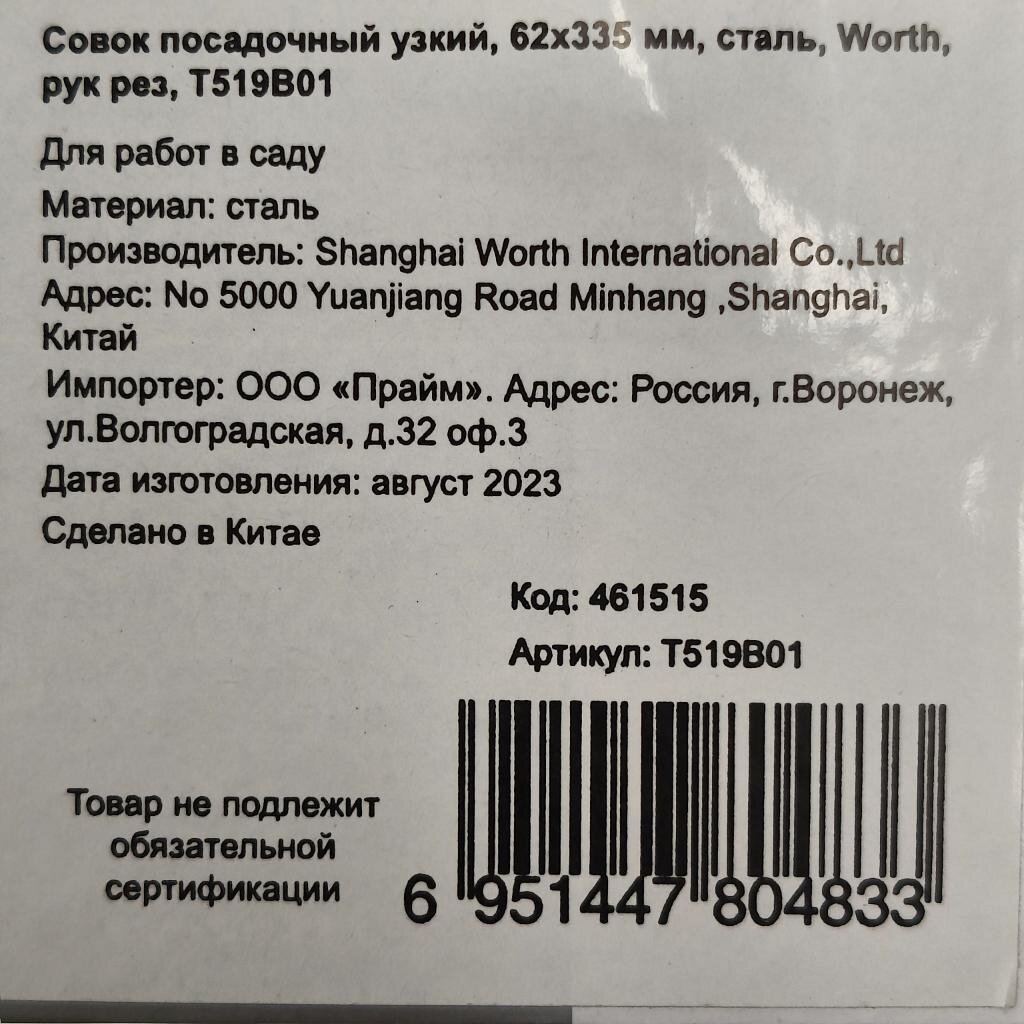 Совок посадочный узкий, 62х335 мм, сталь, Worth,
рук рез, T519B01
Для работ в саду
Материал: сталь
Производитель: Shanghai Worth International Co.,Ltd
Адрес: No 5000 Yuanjiang Road Minhang ,Shanghai,
Китай
Импортер: ООО «Прайм». Адрес: Россия, г.Воронеж,
ул.Волгоградская, д.32 оф.3
Дата изготовления: август 2023
Сделано в Китае
Код: 461515
Артикул: T519B01
Товар не подлежит
обязательной
сертификации
6 951447 804833